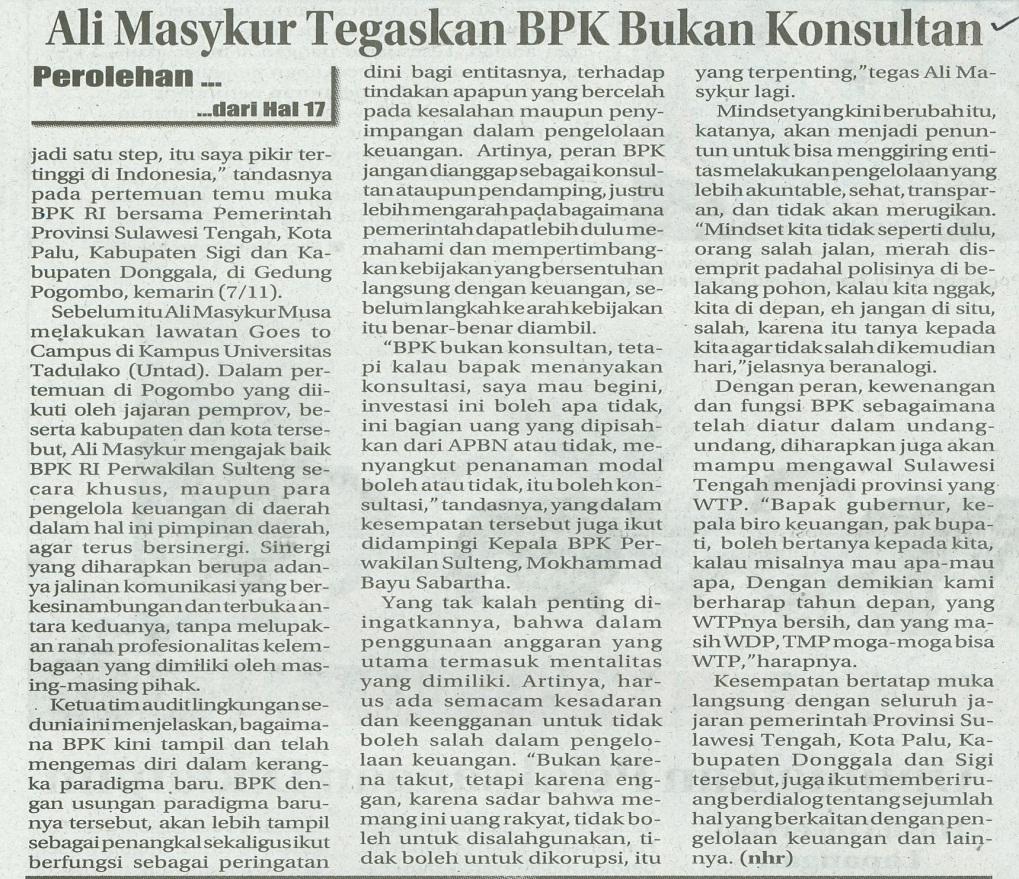 Ali Masykur Tegaskan BPK Bukan Konsultan
Perolehan ...
...dari Hal 17
jadi satu step, itu saya pikir ter-
tinggi di Indonesia,” tandasnya
pada pertemuan temu muka
BPK RI bersama Pemerintah
Provinsi Sulawesi Tengah, Kota
Palu, Kabupaten Sigi dan Ka-
bupaten Donggala, di Gedung
Pogombo, kemarin (7/11).
Sebelum itu Ali Masykur Musa
melakukan lawatan Goes to
Campus di Kampus Universitas
Tadulako (Untad). Dalam per-
temuan di Pogombo yang dii-
kuti oleh jajaran pemprov, be-
serta kabupaten dan kota terse-
but, Ali Masykur mengajak baik
BPK RI Perwakilan Sulteng se-
cara khusus, maupun para
pengelola keuangan di daerah
dalam hal ini pimpinan daerah,
agar terus bersinergi. Sinergi
yang diharapkan berupa adan-
ya jalinan komunikasi yang ber-
kesinambungan dan terbuka an-
tara keduanya, tanpa melupak-
an ranah profesionalitas kelem-
bagaan yang dimiliki oleh mas-
ing-masing pihak.
Ketua tim audit lingkungan se-
dunia ini menjelaskan, bagaima-
na BPK kini tampil dan telah
mengemas diri dalam kerang-
ka paradigma baru. BPK den-
gan usungan paradigma baru-
nya tersebut, akan lebih tampil
sebagai penangkal sekaligus ikut
berfungsi sebagai peringatan
dini bagi entitasnya, terhadap
tindakan apapun yang bercelah
pada kesalahan maupun peny-
impangan dalam pengelolaan
keuangan. Artinya, peran BPK
jangan dianggap sebagai konsul-
tan ataupun pendamping, justru
lebih mengarah pada bagaimana
pemerintah dapat lebih dulu me-
mahami dan mempertimbang-
kan kebijakan yang bersentuhan
langsung dengan keuangan, se-
belum langkah ke arah kebijakan
itu benar-benar diambil.
“BPK bukan konsultan, teta-
pi kalau bapak menanyakan
konsultasi, saya mau begini,
investasi ini boleh apa tidak,
ini bagian uang yang dipisah-
kan dari APBN atau tidak, me-
nyangkut penanaman modal
boleh atau tidak, itu boleh kon-
sultasi,” tandasnya, yang dalam
kesempatan tersebut juga ikut
didampingi Kepala BPK Per-
wakilan Sulteng, Mokhammad
Bayu Sabartha.
Yang tak kalah penting di-
ingatkannya, bahwa dalam
penggunaan anggaran yang
utama termasuk mentalitas
yang dimiliki. Artinya, har-
us ada semacam kesadaran
dan keengganan untuk tidak
boleh salah dalam pengelo-
laan keuangan. “Bukan kare-
na takut, tetapi karena eng-
gan, karena sadar bahwa me-
mang ini uang rakyat, tidak bo-
leh untuk disalahgunakan, ti-
dak boleh untuk dikorupsi, itu
yang terpenting,”tegas Ali Ma-
sykur lagi.
Mindset yang kini berubah itu,
katanya, akan menjadi penun-
tun untuk bisa menggiring enti-
tas melakukan pengelolaan yang
lebih akuntable, sehat, transpar-
an, dan tidak akan merugikan.
“Mindset kita tidak seperti dulu,
orang salah jalan, merah dis-
emprit padahal polisinya di be-
lakang pohon, kalau kita nggak,
kita di depan, eh jangan di situ,
salah, karena itu tanya kepada
kita agar tidak salah di kemudian
hari,”jelasnya beranalogi.
Dengan peran, kewenangan
dan fungsi BPK sebagaimana
telah diatur dalam undang-
undang, diharapkan juga akan
mampu mengawal Sulawesi
Tengah menjadi provinsi yang
WTP. “Bapak gubernur, ke-
pala biro keuangan, pak bupa-
ti, boleh bertanya kepada kita,
kalau misalnya mau apa-mau
apa, Dengan demikian kami
berharap tahun depan, yang
WTPnya bersih, dan yang ma-
sih WDP, TMP moga-moga bisa
WTP,”harapnya.
Kesempatan bertatap muka
langsung dengan seluruh ja-
jaran pemerintah Provinsi Su-
lawesi Tengah, Kota Palu, Ka-
bupaten Donggala dan Sigi
tersebut, juga ikut memberi ru-
ang berdialog tentang sejumlah
hal yang berkaitan dengan pen-
gelolaan keuangan dan lain-
nya. (nhr)